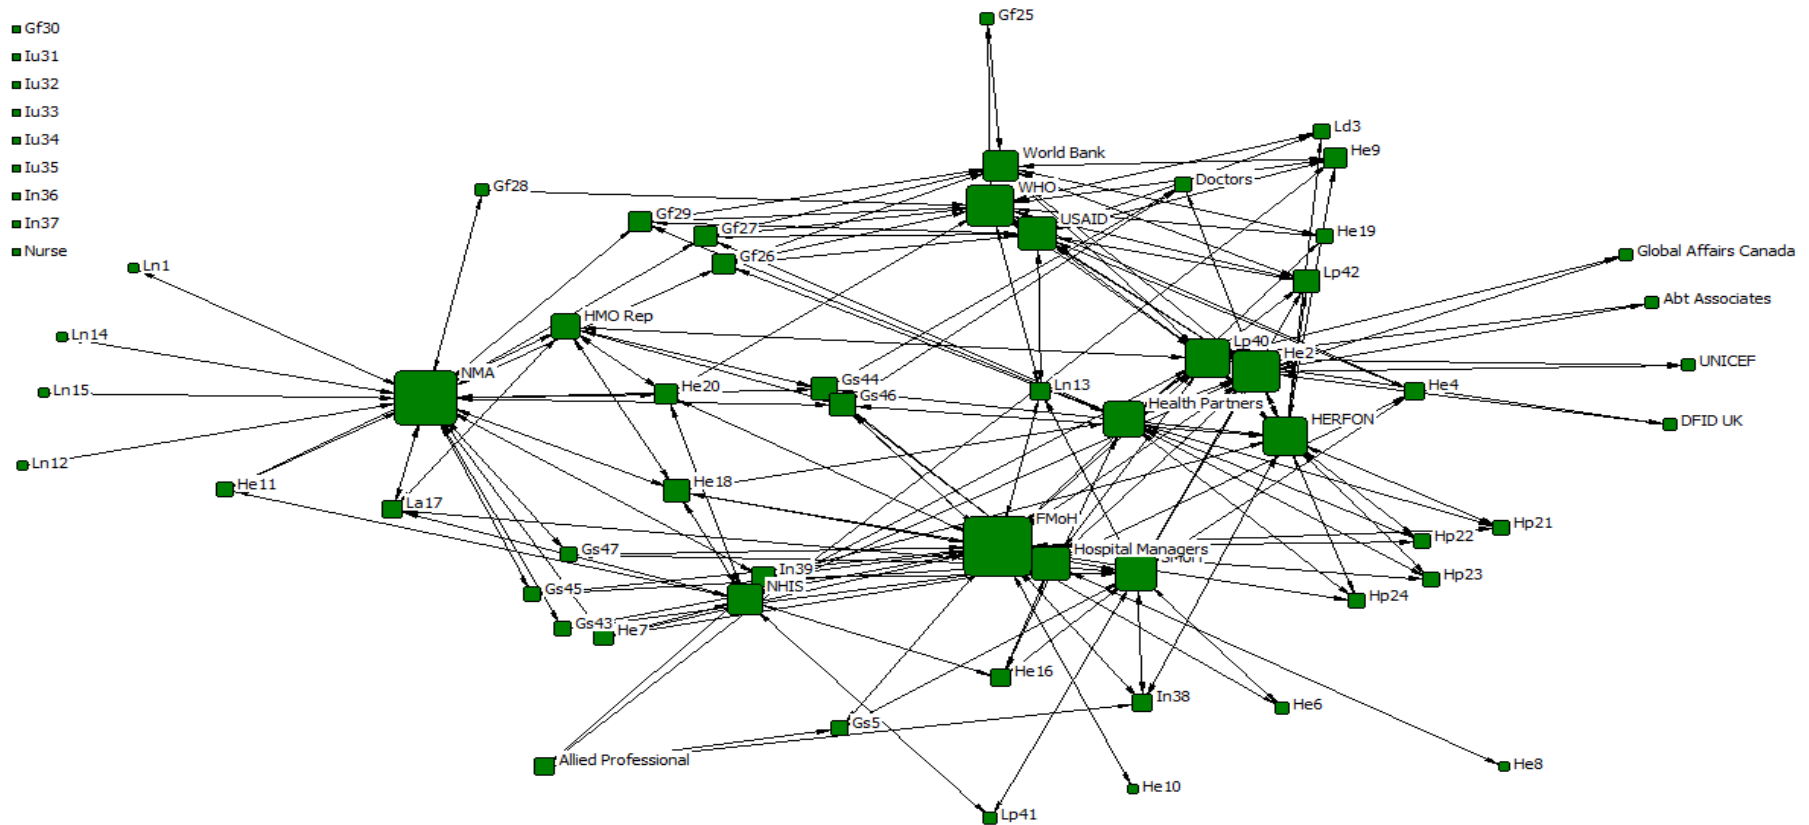 Gf30
Iu31
Iu32
Iu33
Iu34
Iu35
In36
In37
Nurse
Gf25
World Bank
Ld3
He9
WHO
Doctors
Gf28
Gf29
Gf27
USAID
He19
Gf26
Global Affairs Canada
Ln1
Lp42
Abt Associates
HMO Rep
Ln14
Lp40
He2
UNICEF
NMA
Gs44
He20
Ln13
He4
Ln15
Gs46
Health Partners
HERFON
DFID UK
Ln12
He11
He18
La17
FMoH
Hp21
Hp22
Gs47
Hospital Managers
SMoH
In39
Hp23
NHIS
Gs45
Hp24
Gs43
He7
He16
In38
He6
Gs5
Allied Professional
He8
He10
Lp41